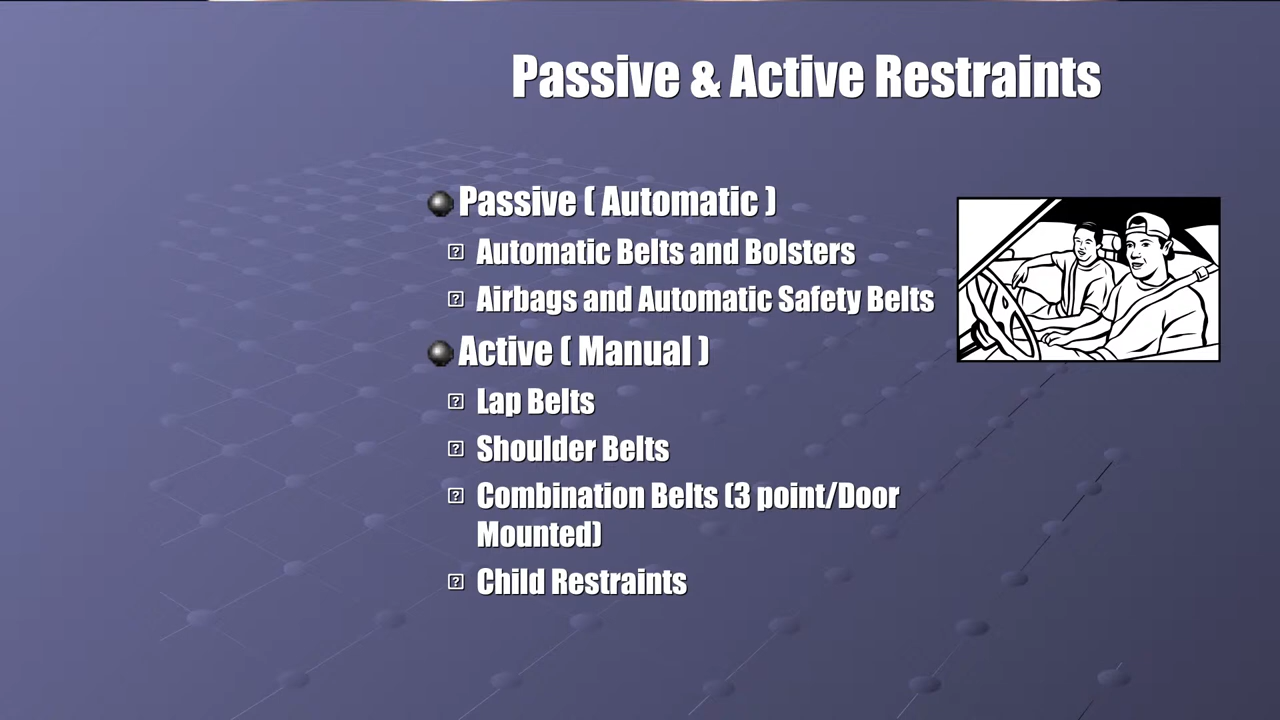 Passive & Active Restraints
Passive ( Automatic )
Automatic Belts and Bolsters
Airbags and Automatic Safety Belts
Active ( Manual )
Lap Belts
Shoulder Belts
Combination Belts (3 point/Door
Mounted)
Child Restraints